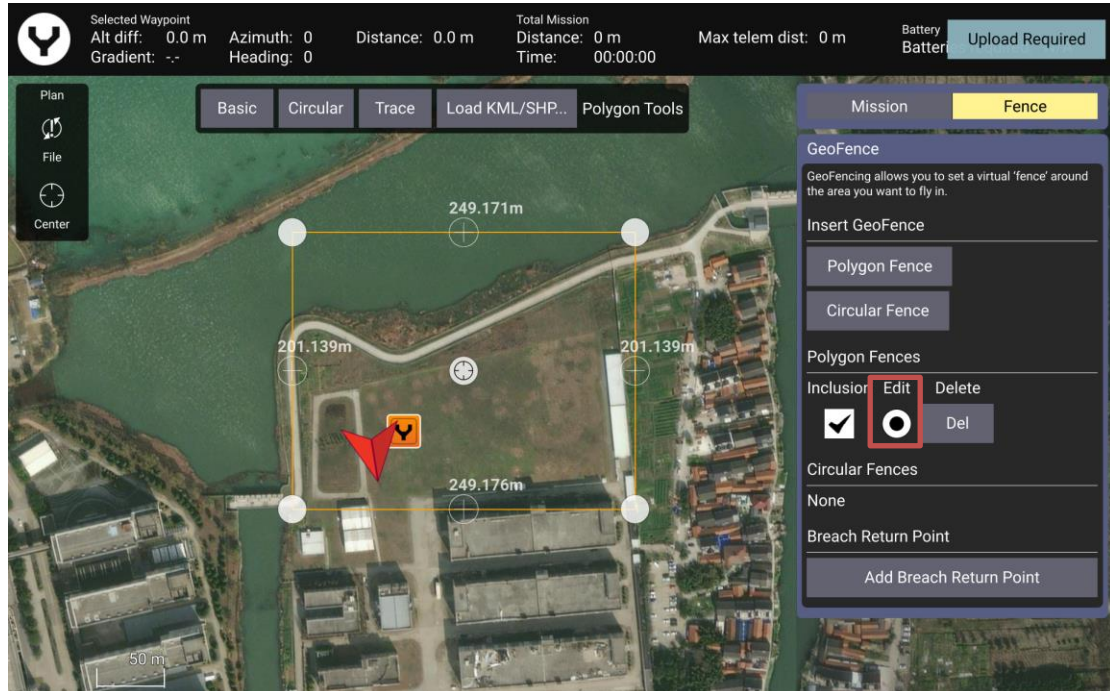 Selected Waypoint
Alt diff: 0.0 m Azimuth: 0 Distance: 0.0 m
Gradient: -.- Heading: 0
Total Mission
Distance: 0 m Max telem dist: 0 m
Time: 00:00:00
Battery
Upload Required
Plan
File
Center
Basic Circular Trace Load KML/SHP... Polygon Tools
Mission Fence
GeoFence
GeoFencing allows you to set a virtual 'fence' around
the area you want to fly in.
Insert GeoFence
Polygon Fence
Circular Fence
Polygon Fences
Inclusion Edit Delete
Del
Circular Fences
None
Breach Return Point
Add Breach Return Point
249.171m
201.139m 201.139m
249.176m
50 m